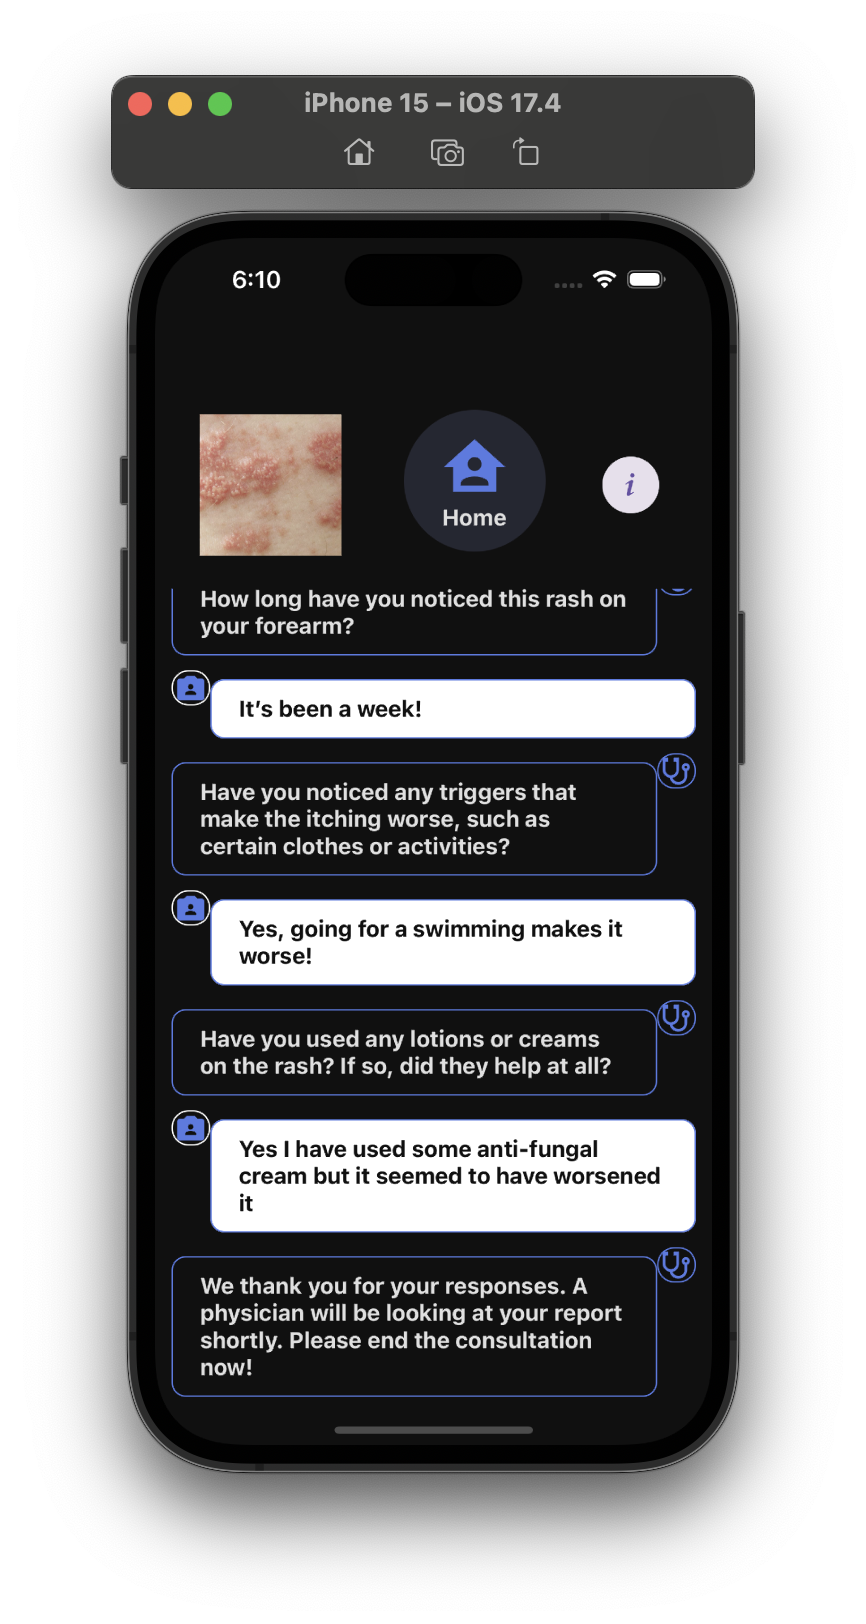 iPhone 15 – iOS 17.4
6:10
Home
i
How long have you noticed this rash on
your forearm?
It’s been a week!
Have you noticed any triggers that
make the itching worse, such as
certain clothes or activities?
Yes, going for a swimming makes it
worse!
Have you used any lotions or creams
on the rash? If so, did they help at all?
Yes I have used some anti-fungal
cream but it seemed to have worsened
it
We thank you for your responses. A
physician will be looking at your report
shortly. Please end the consultation
now!